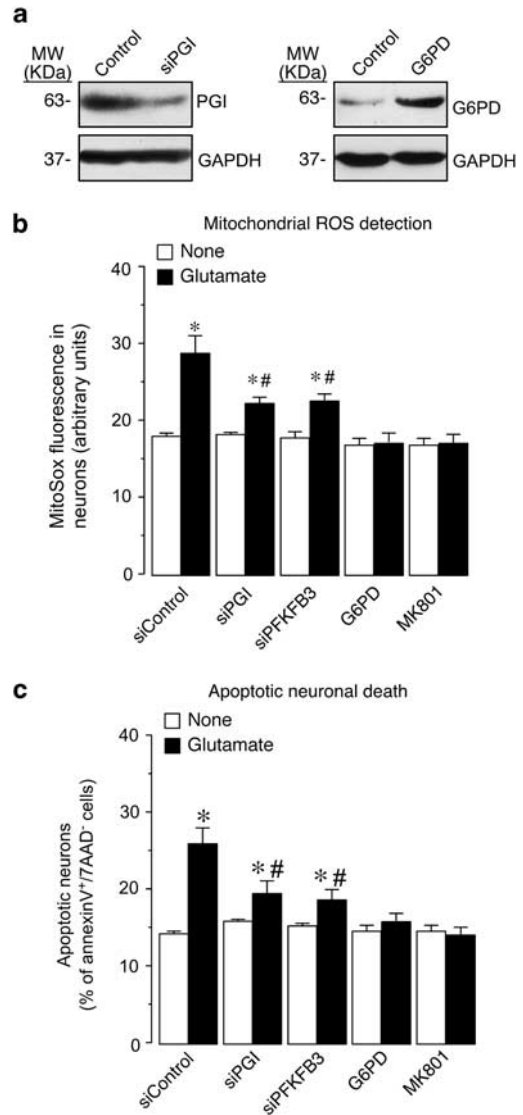 a
MW
(KDa)
Control
siPGI
63-
PGI
37-
GAPDH
MW
(KDa)
Control
G6PD
63-
G6PD
37-
GAPDH
b
Mitochondrial ROS detection
None
Glutamate
MitoSox fluorescence in
neurons (arbitrary units)
40
30
20
10
0
*
*#
*#
siControl
siPGI
siPFKFB3
G6PD
MK801
c
Apoptotic neuronal death
None
Glutamate
Apoptotic neurons
(% of annexinV⁺/7AAD⁻ cells)
40
30
20
10
0
*
*#
*#
siControl
siPGI
siPFKFB3
G6PD
MK801